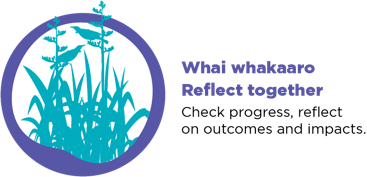 Whai whakaaro
Reflect together
Check progress, reflect
on outcomes and impacts.